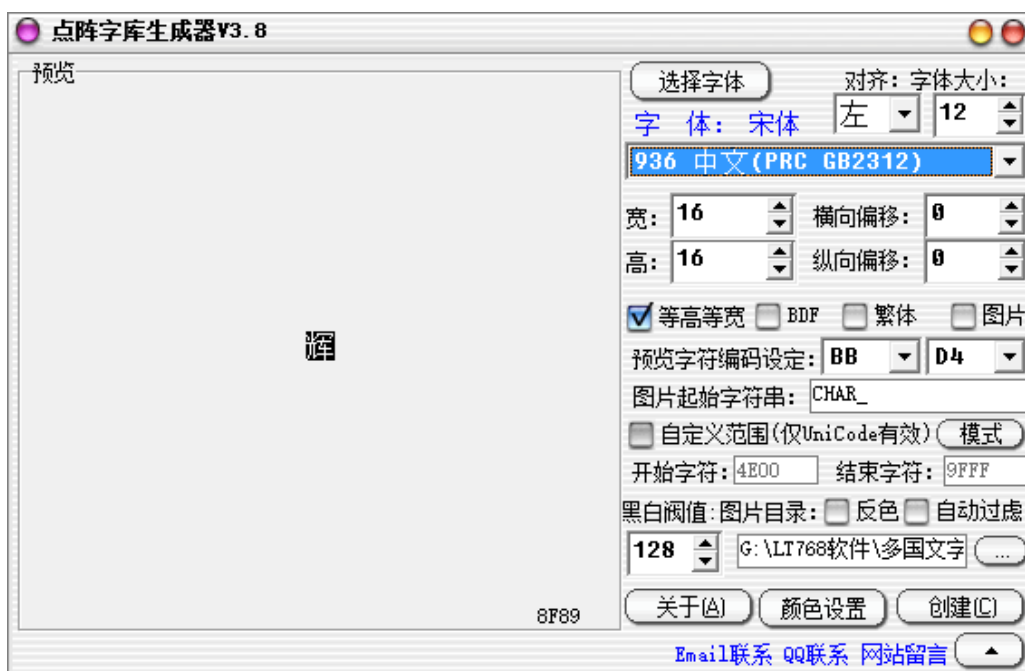 点阵字库生成器V3.8
预览
选择字体 对齐: 字体大小:
字 体: 宋体 左 12
936 中文(PRC GB2312)
宽: 16 横向偏移: 0
高: 16 纵向偏移: 0
辉
等高等宽 BDF 繁体 图片
预览字符编码设定: BB D4
图片起始字符串: CHAR_
自定义范围(仅UniCode有效) 模式
开始字符: 4E00 结束字符: 9FFF
黑白阀值:图片目录: 反色 自动过虑
128 G:\LT768软件\多国文字 ...
8F89
关于(A) 颜色设置 创建(C)
Email联系 QQ联系 网站留言